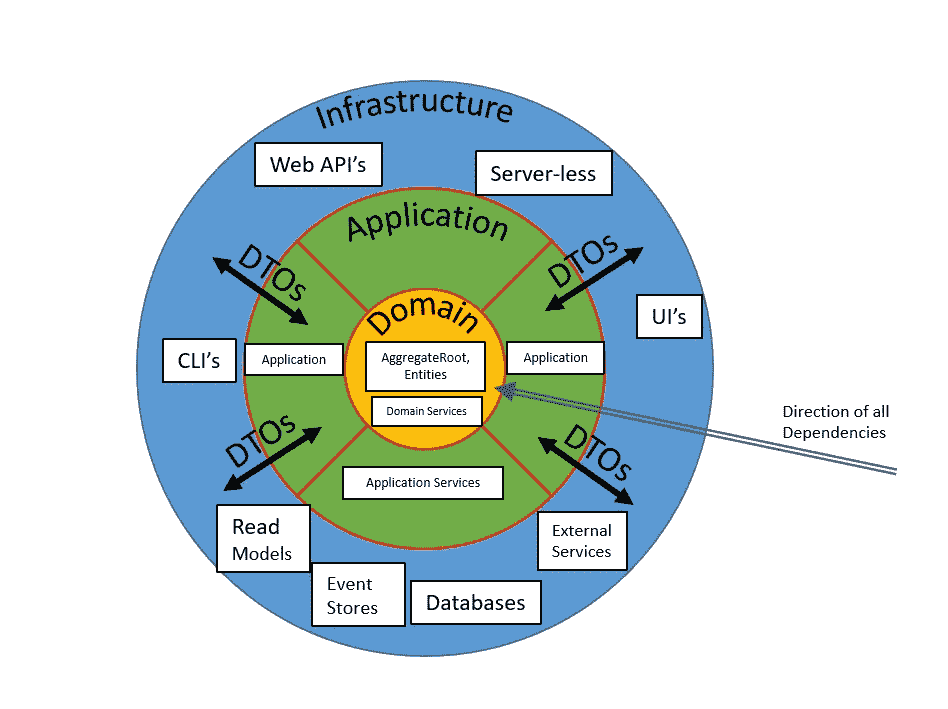 Infrastructure
Web API's
Server-less
Application
DTOs
DTOs
Domain
UI's
CLI's
Application
AggregateRoot,
Entities
Application
Domain Services
Direction of all
Dependencies
DTOs
DTOs
Application Services
Read
Models
External
Services
Event
Stores
Databases